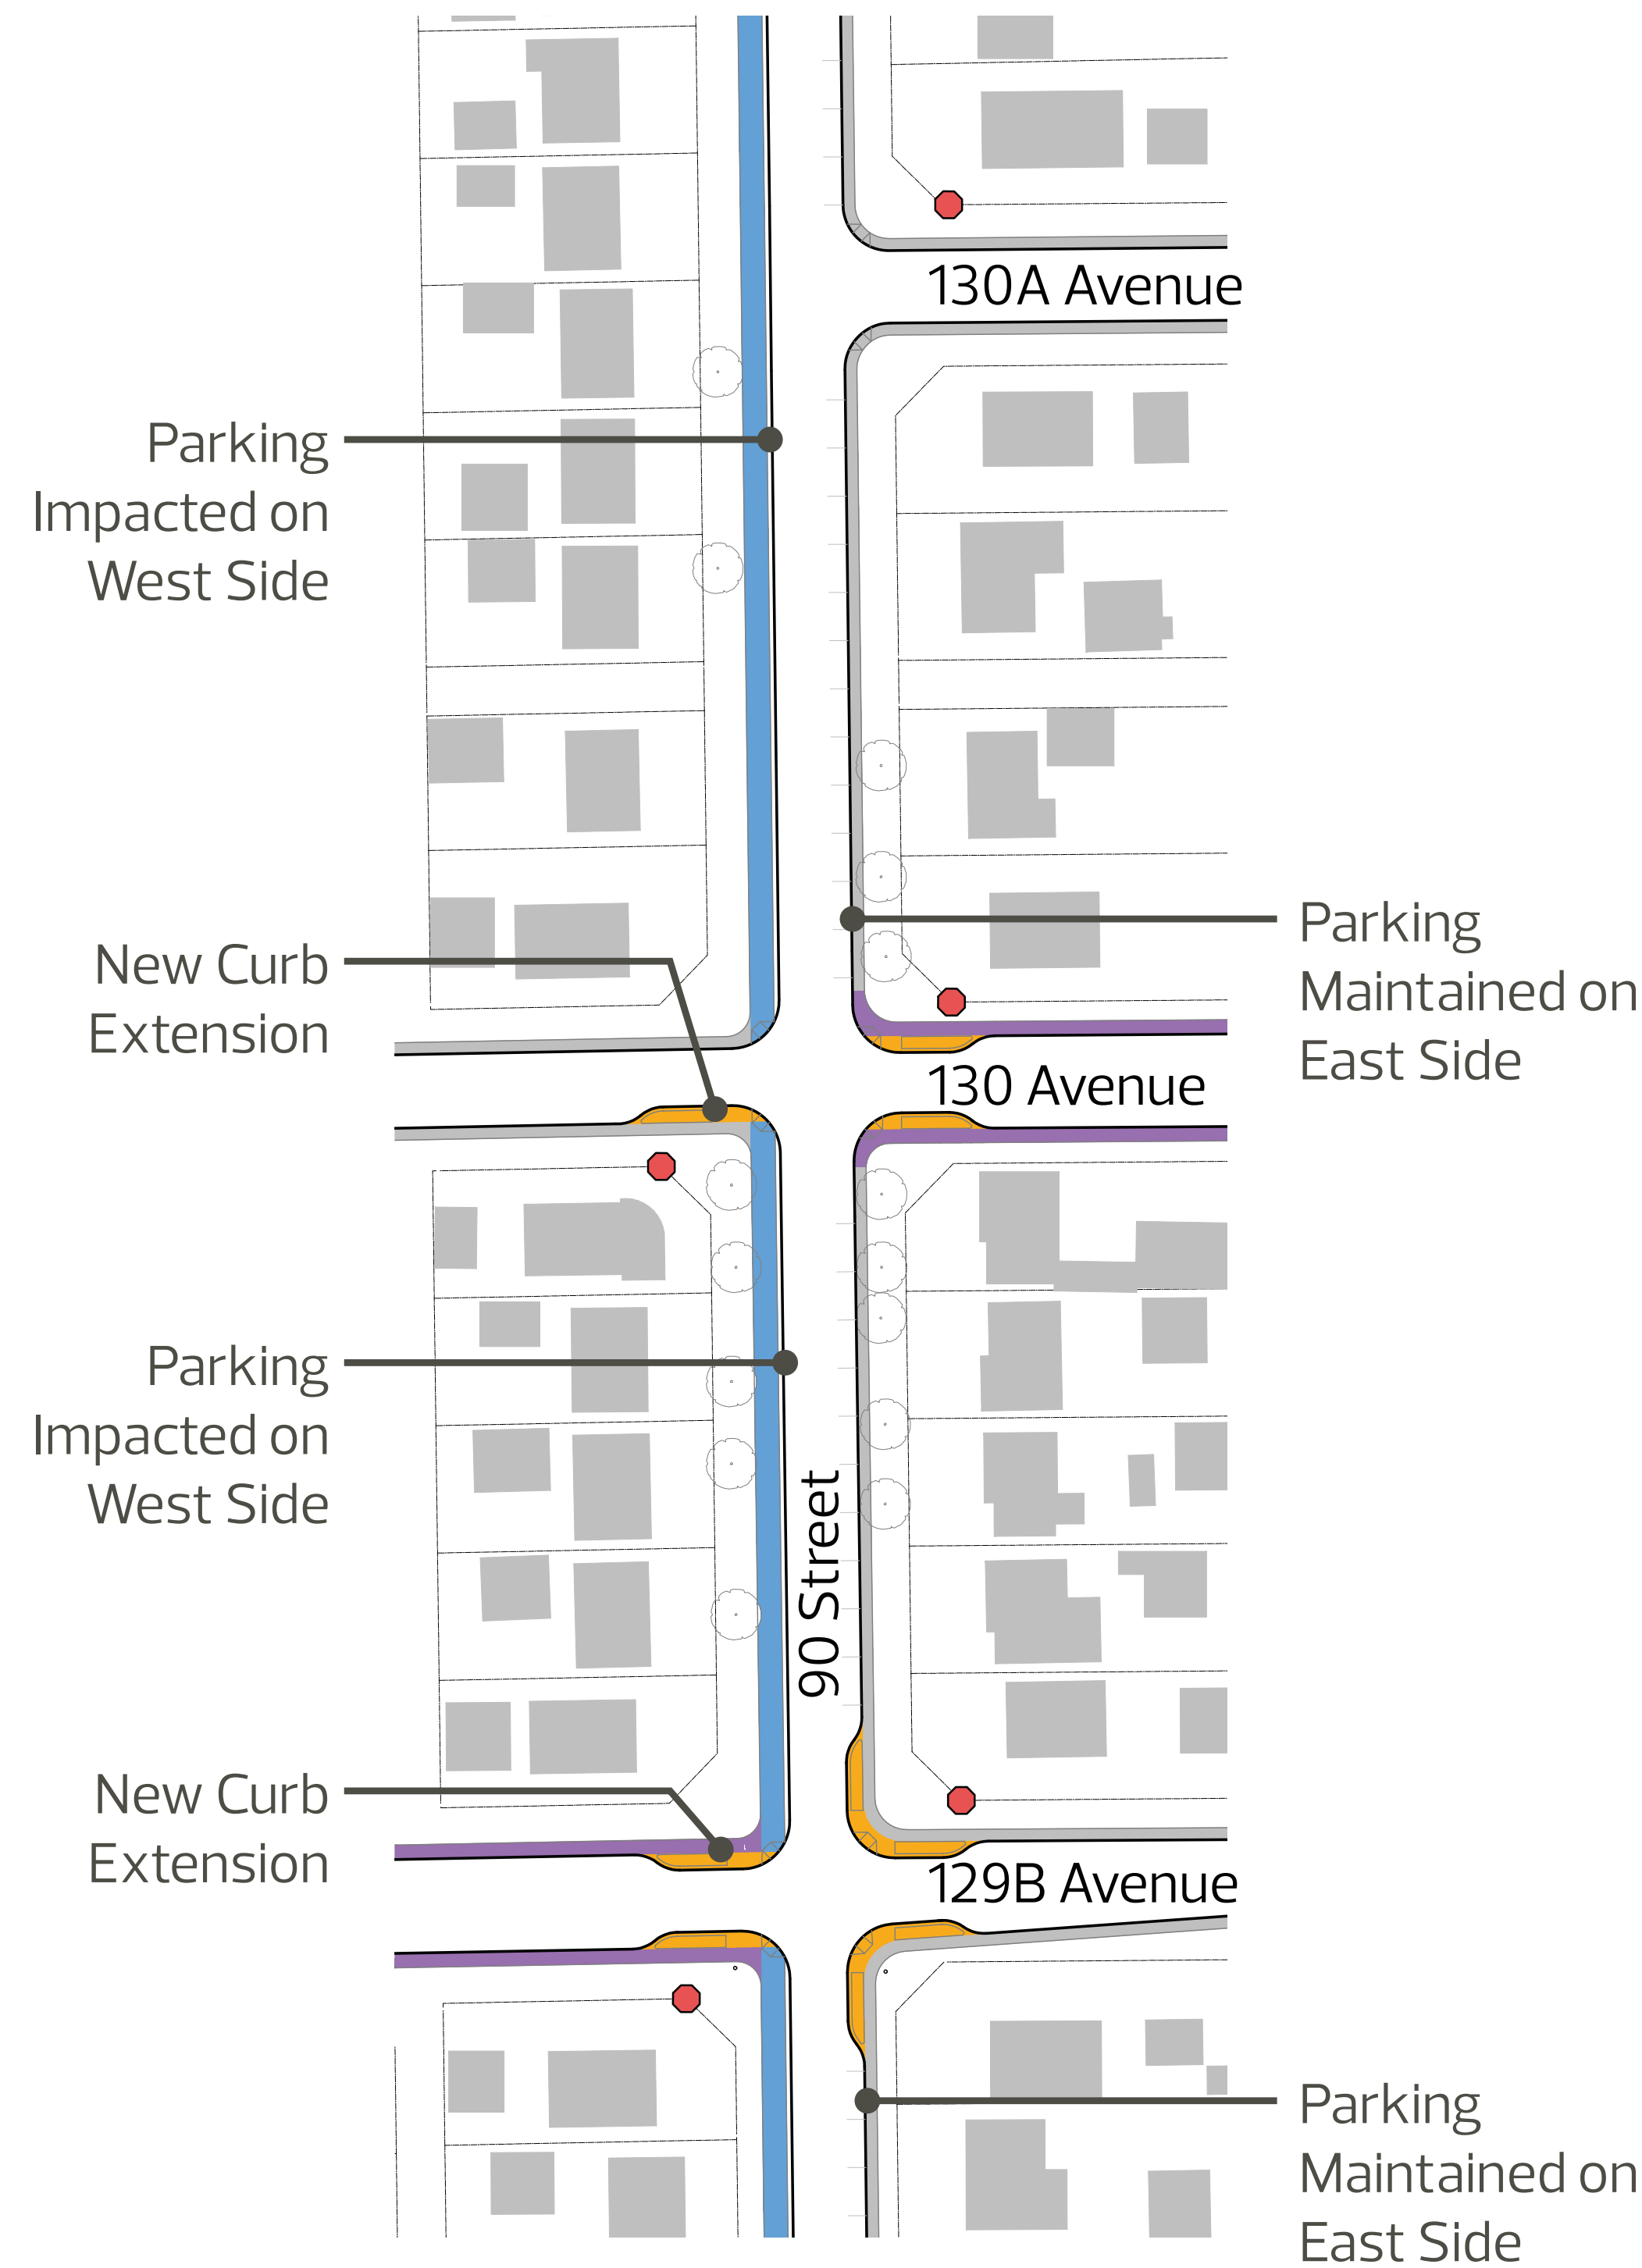 130A Avenue
Parking
Impacted on
West Side
Parking
Maintained on
East Side
New Curb
Extension
130 Avenue
Parking
Impacted on
West Side
90 Street
New Curb
Extension
129B Avenue
Parking
Maintained on
East Side